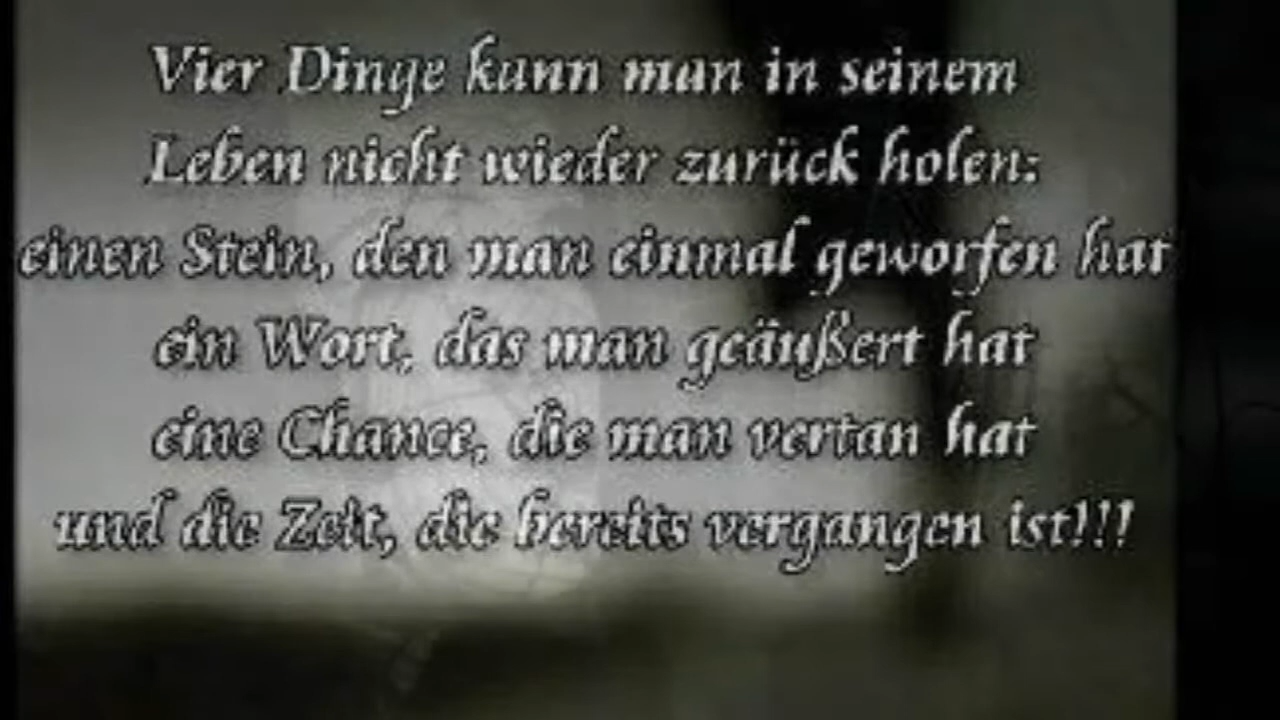 Vier Dinge kann man in seinem
Leben nicht wieder zurück holen:
einen Stein, den man einmal geworfen hat
ein Wort, das man geäußert hat
eine Chance, die man vertan hat
und die Zeit, die bereits vergangen ist!!!